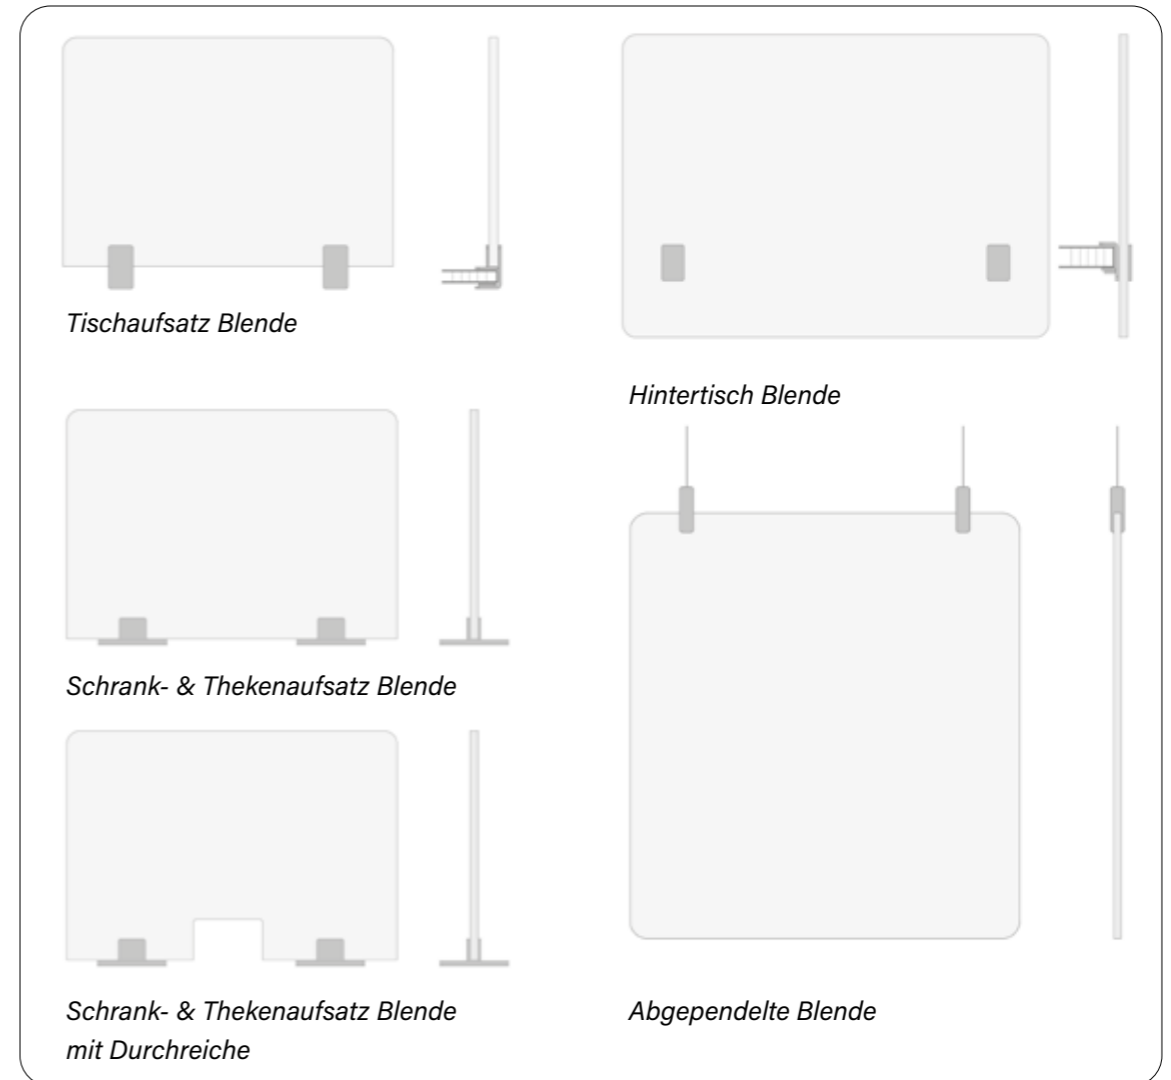 Tischaufsatz Blende
Hintertisch Blende
Schrank- & Thekenaufsatz Blende
Schrank- & Thekenaufsatz Blende
mit Durchreiche
Abgependelte Blende